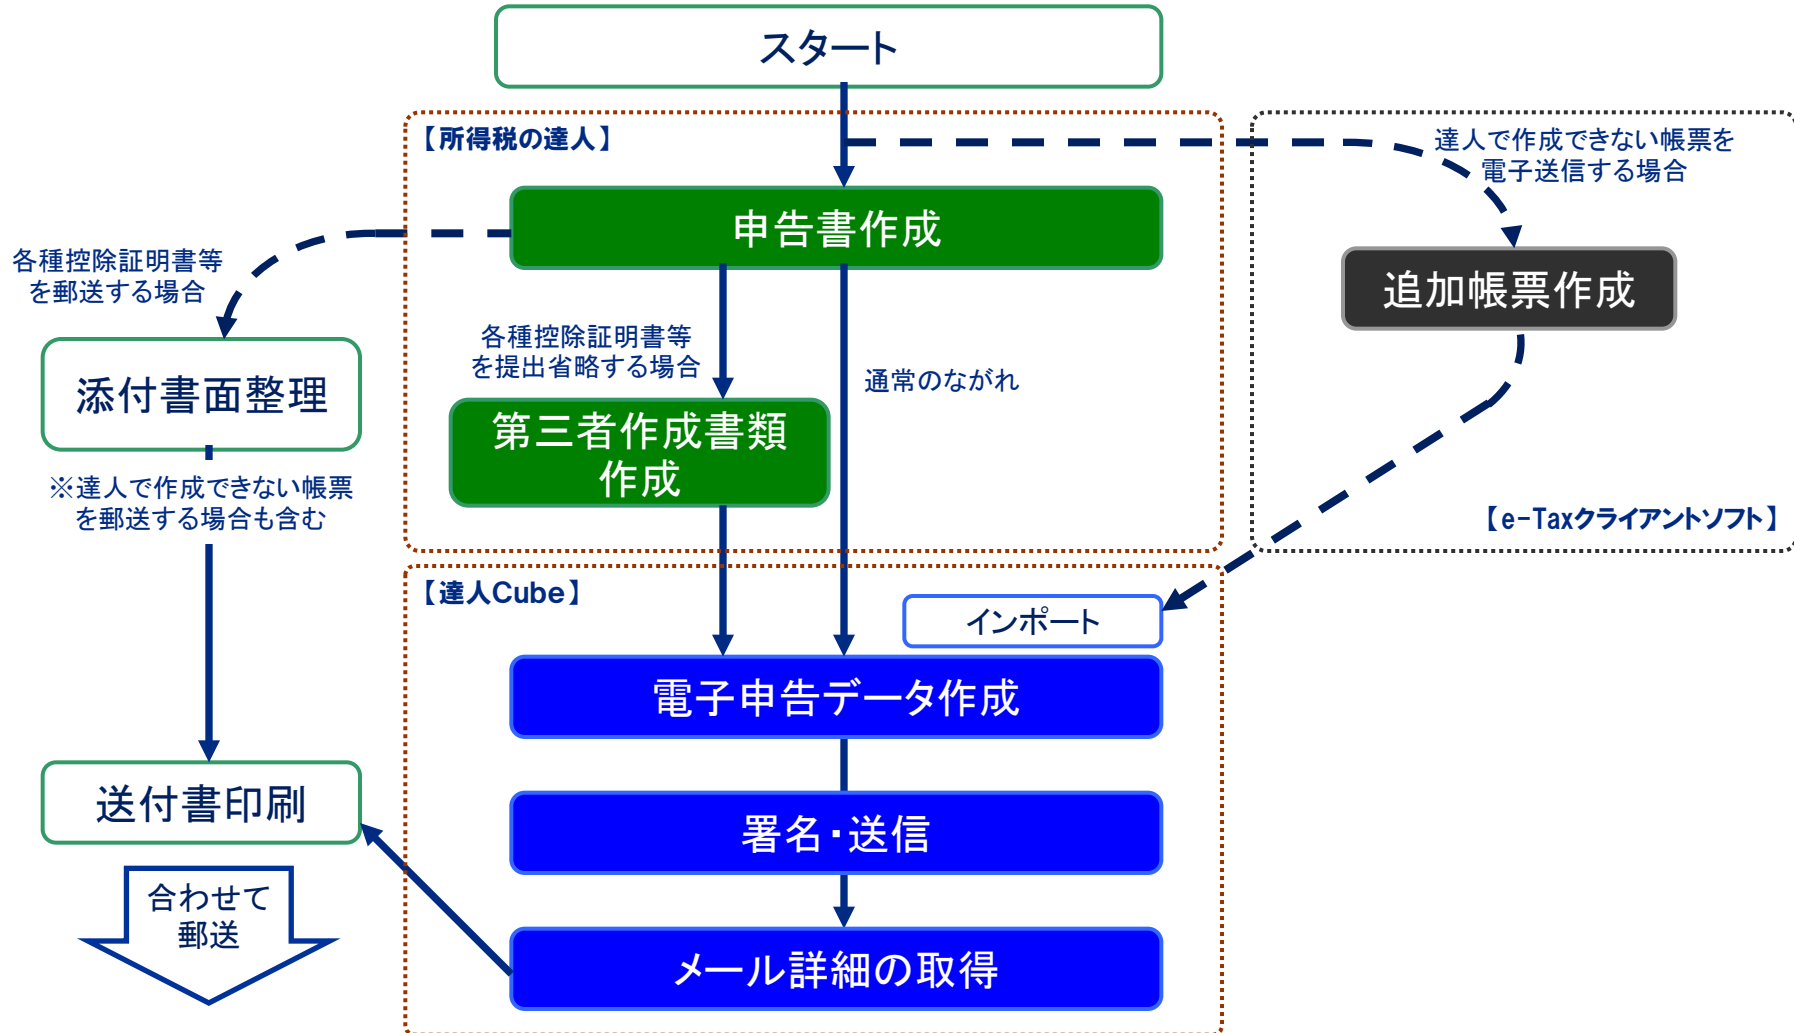 スタート
【所得税の達人】
達人で作成できない帳票を
電子送信する場合
申告書作成
各種控除証明書等
を郵送する場合
追加帳票作成
各種控除証明書等
を提出省略する場合
通常のながれ
添付書面整理
第三者作成書類
作成
※達人で作成できない帳票
を郵送する場合も含む
【e-Taxクライアントソフト】
【達人Cube】
インポート
電子申告データ作成
送付書印刷
署名・送信
合わせて
郵送
メール詳細の取得